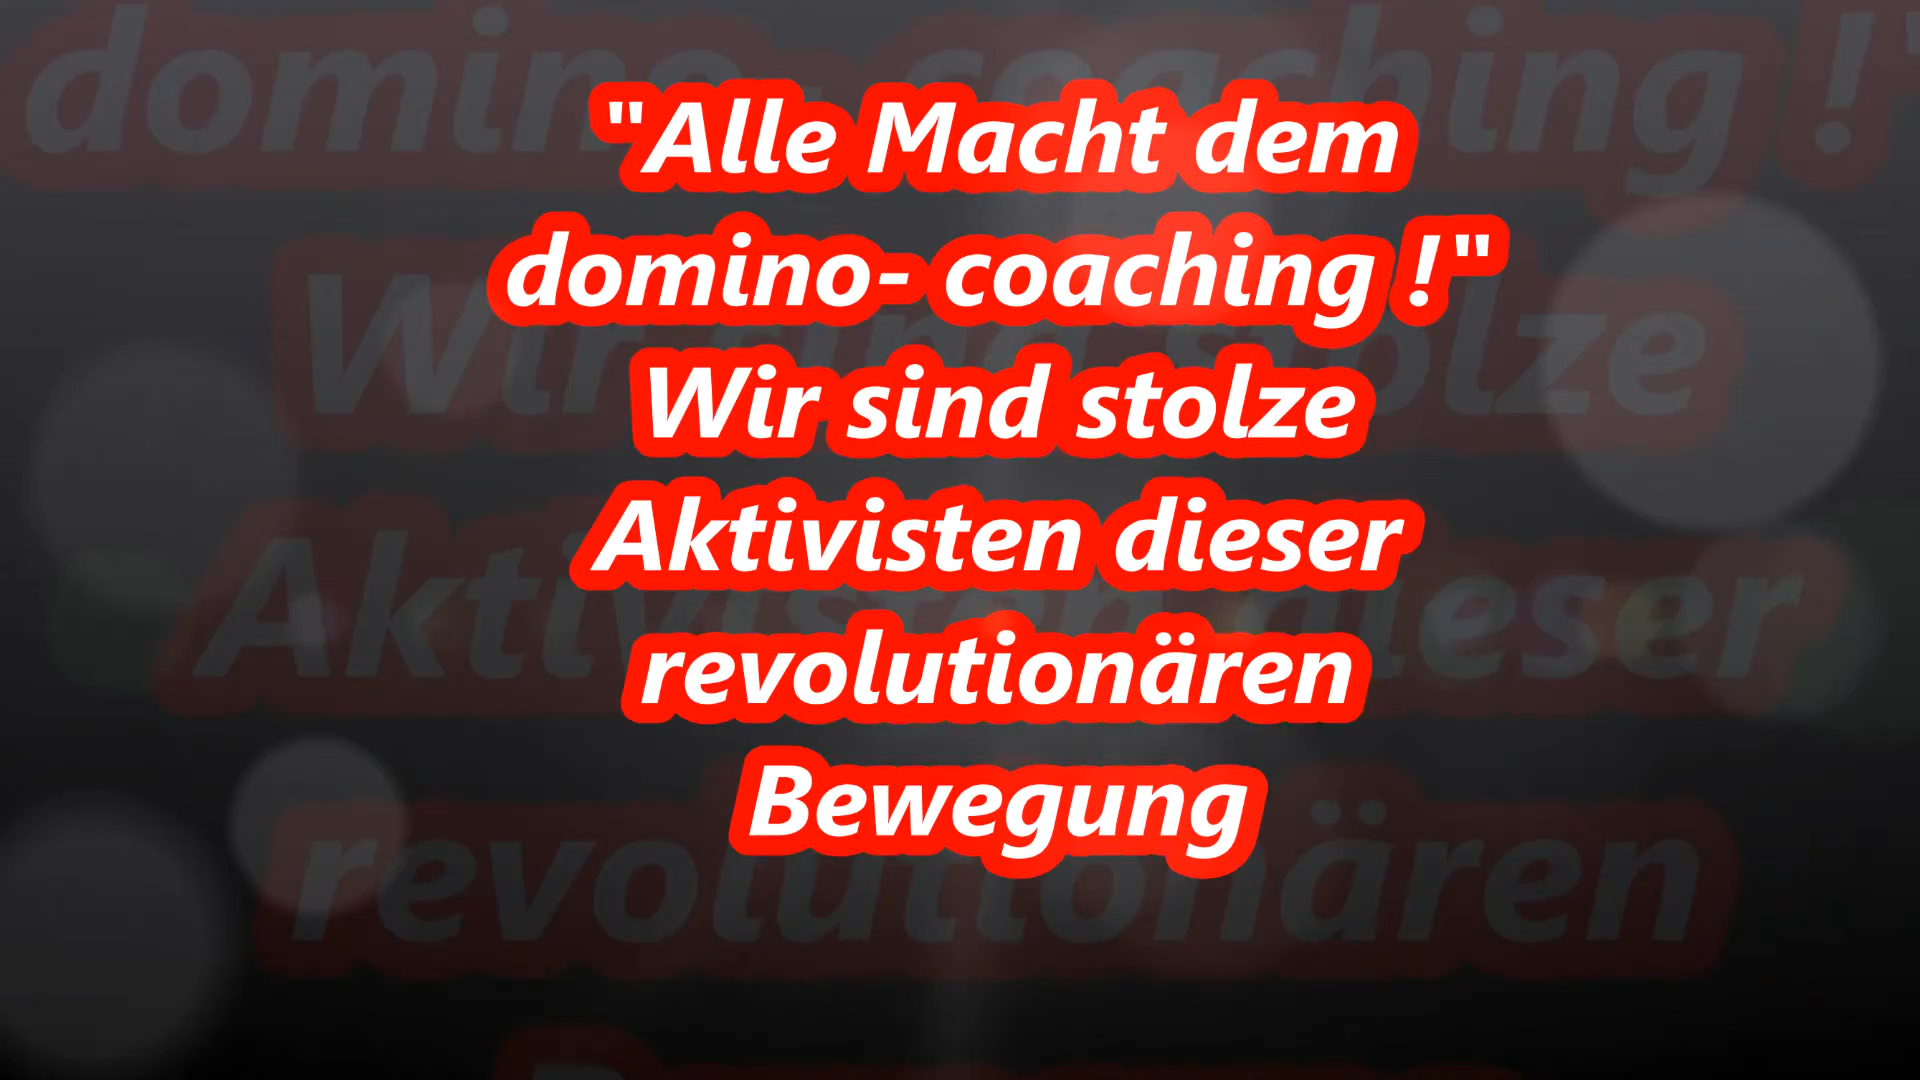 "Alle Macht dem
domino- coaching !"
Wir sind stolze
Aktivisten dieser
revolutionären
Bewegung